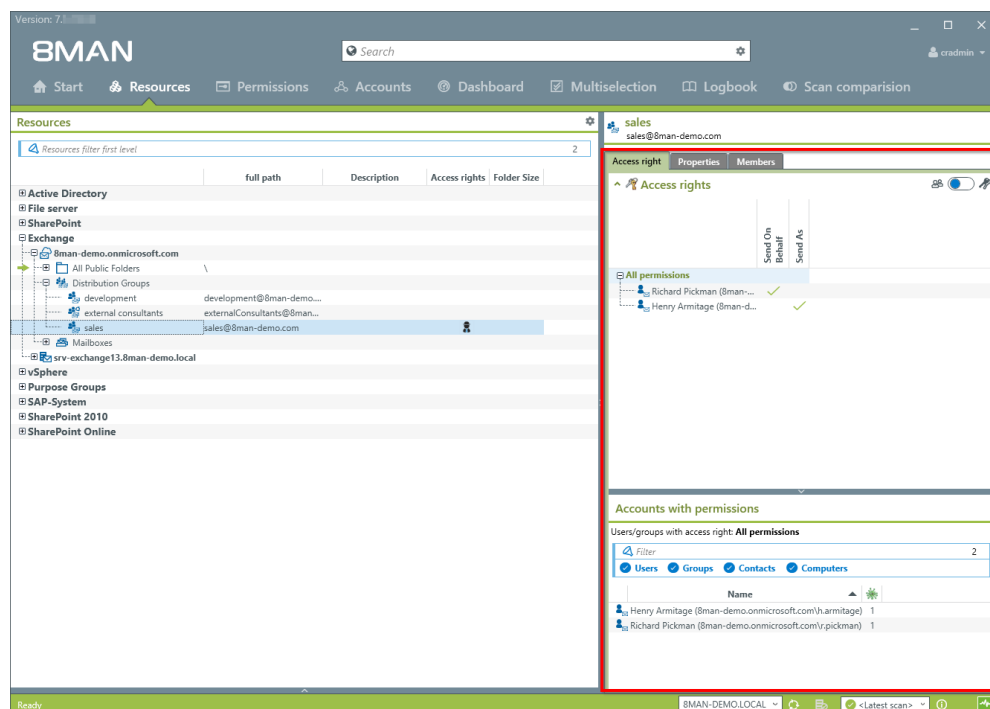 Version: 7.
8MAN
Search
cradmin
Start Resources Permissions Accounts Dashboard Multiselection Logbook Scan comparision
Resources
Resources filter first level 2
full path Description Access rights Folder Size
Active Directory
File server
SharePoint
Exchange
8man-demo.onmicrosoft.com
All Public Folders \
Distribution Groups
development development@8man-demo....
external consultants externalConsultants@8man...
sales sales@8man-demo.com
Mailboxes
srv-exchange13.8man-demo.local
vSphere
Purpose Groups
SAP-System
SharePoint 2010
SharePoint Online
sales
sales@8man-demo.com
Access right Properties Members
Access rights
Send On Behalf
Send As
All permissions
Richard Pickman (8man-...
Henry Armitage (8man-d...
Accounts with permissions
Users/groups with access right: All permissions
Filter 2
Users Groups Contacts Computers
Name
Henry Armitage (8man-demo.onmicrosoft.com\h.armitage) 1
Richard Pickman (8man-demo.onmicrosoft.com\r.pickman) 1
Ready 8MAN-DEMO.LOCAL <Latest scan>